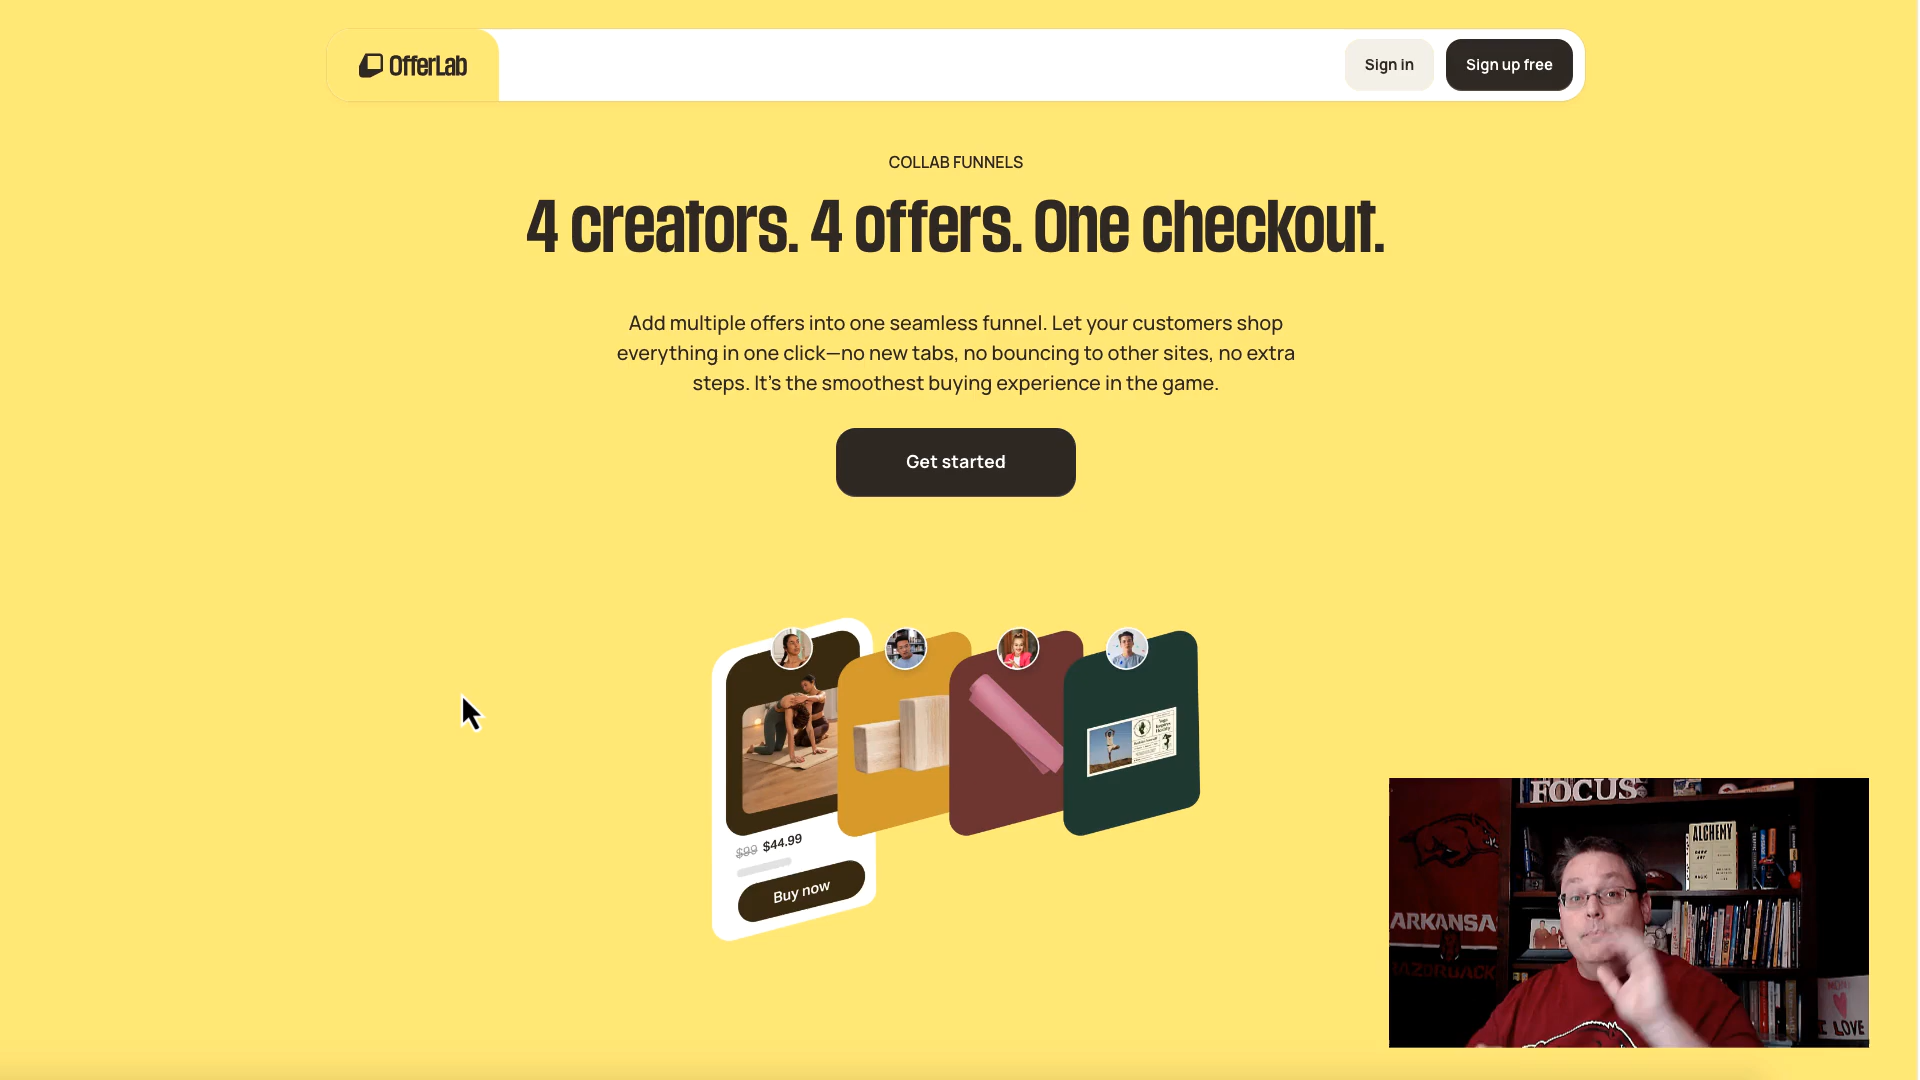 OfferLab
Sign in
Sign up free
COLLAB FUNNELS
4 creators. 4 offers. One checkout.
Add multiple offers into one seamless funnel. Let your customers shop
everything in one click—no new tabs, no bouncing to other sites, no extra
steps. It's the smoothest buying experience in the game.
Get started
$99 $44.99
Buy now
FOCUS
ALCHEMY
ARKANSA
RAZORBACK
I LOVE